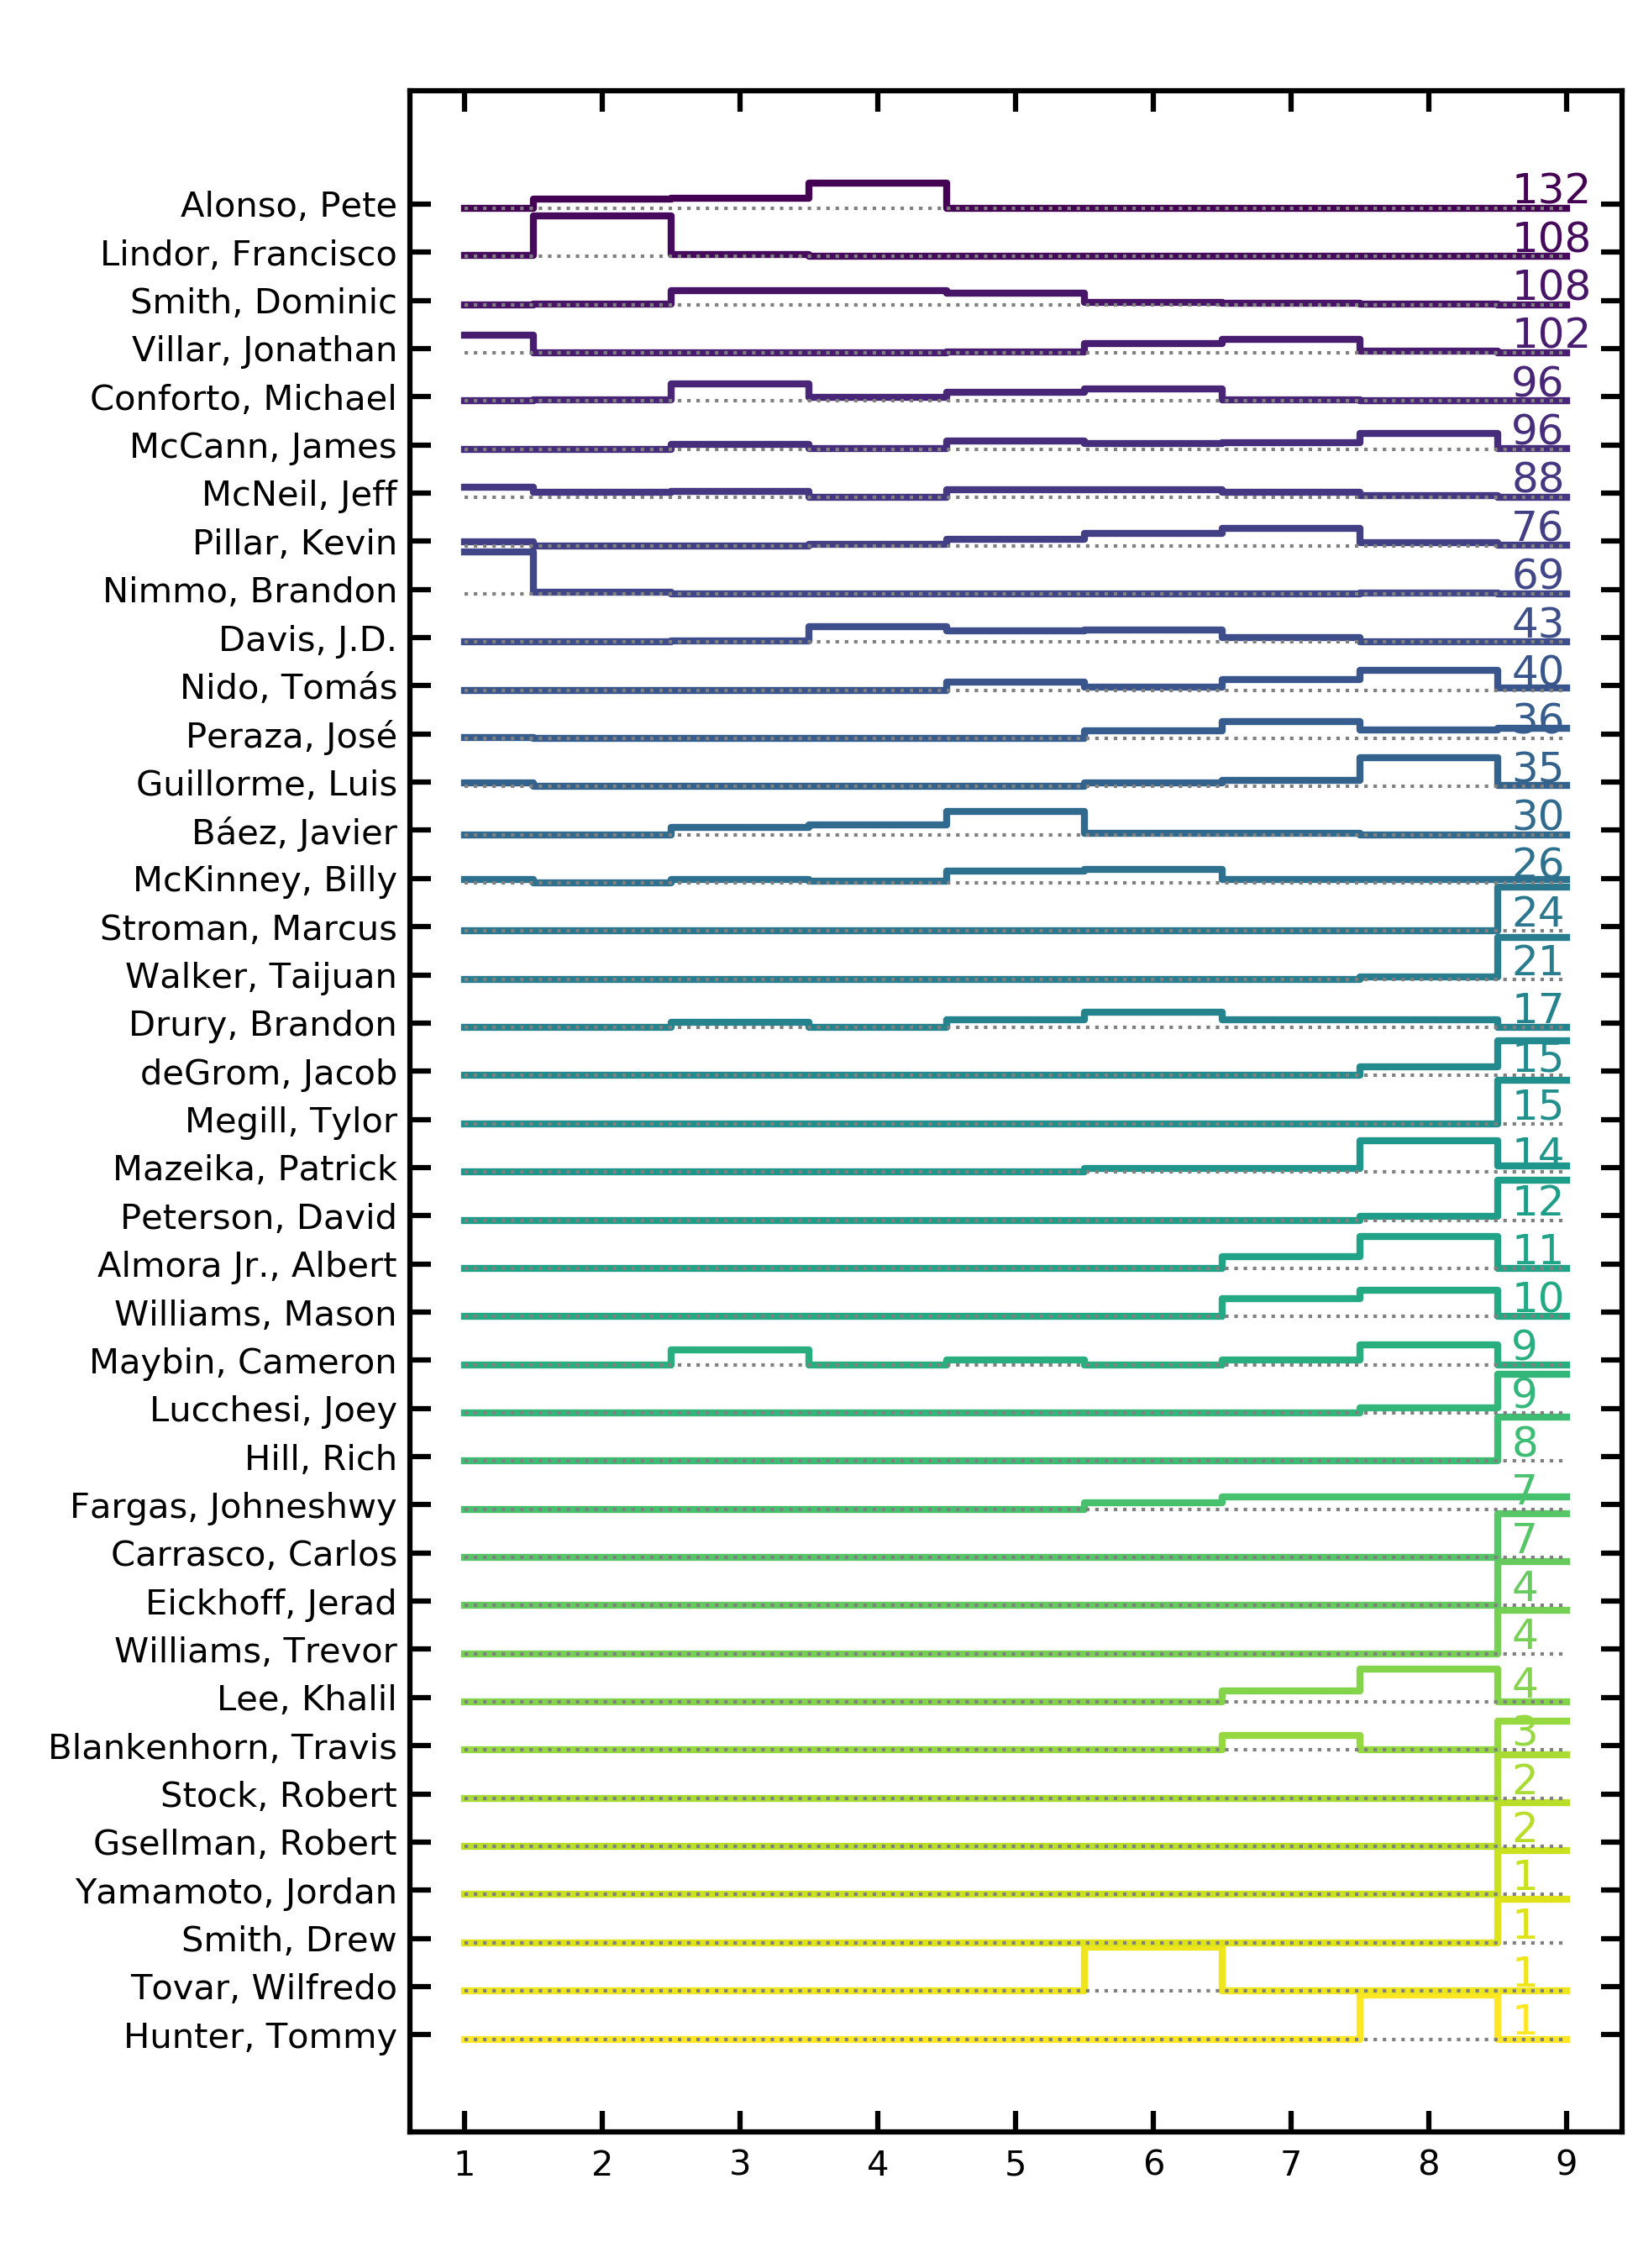 Alonso, Pete 132
Lindor, Francisco 108
Smith, Dominic 108
Villar, Jonathan 102
Conforto, Michael 96
McCann, James 96
McNeil, Jeff 88
Pillar, Kevin 76
Nimmo, Brandon 69
Davis, J.D. 43
Nido, Tomás 40
Peraza, José 36
Guillorme, Luis 35
Báez, Javier 30
McKinney, Billy 26
Stroman, Marcus 24
Walker, Taijuan 21
Drury, Brandon 17
deGrom, Jacob 15
Megill, Tylor 15
Mazeika, Patrick 14
Peterson, David 12
Almora Jr., Albert 11
Williams, Mason 10
Maybin, Cameron 9
Lucchesi, Joey 9
Hill, Rich 8
Fargas, Johneshwy 7
Carrasco, Carlos 7
Eickhoff, Jerad 4
Williams, Trevor 4
Lee, Khalil 4
Blankenhorn, Travis 3
Stock, Robert 2
Gsellman, Robert 2
Yamamoto, Jordan 1
Smith, Drew 1
Tovar, Wilfredo 1
Hunter, Tommy 1
1 2 3 4 5 6 7 8 9